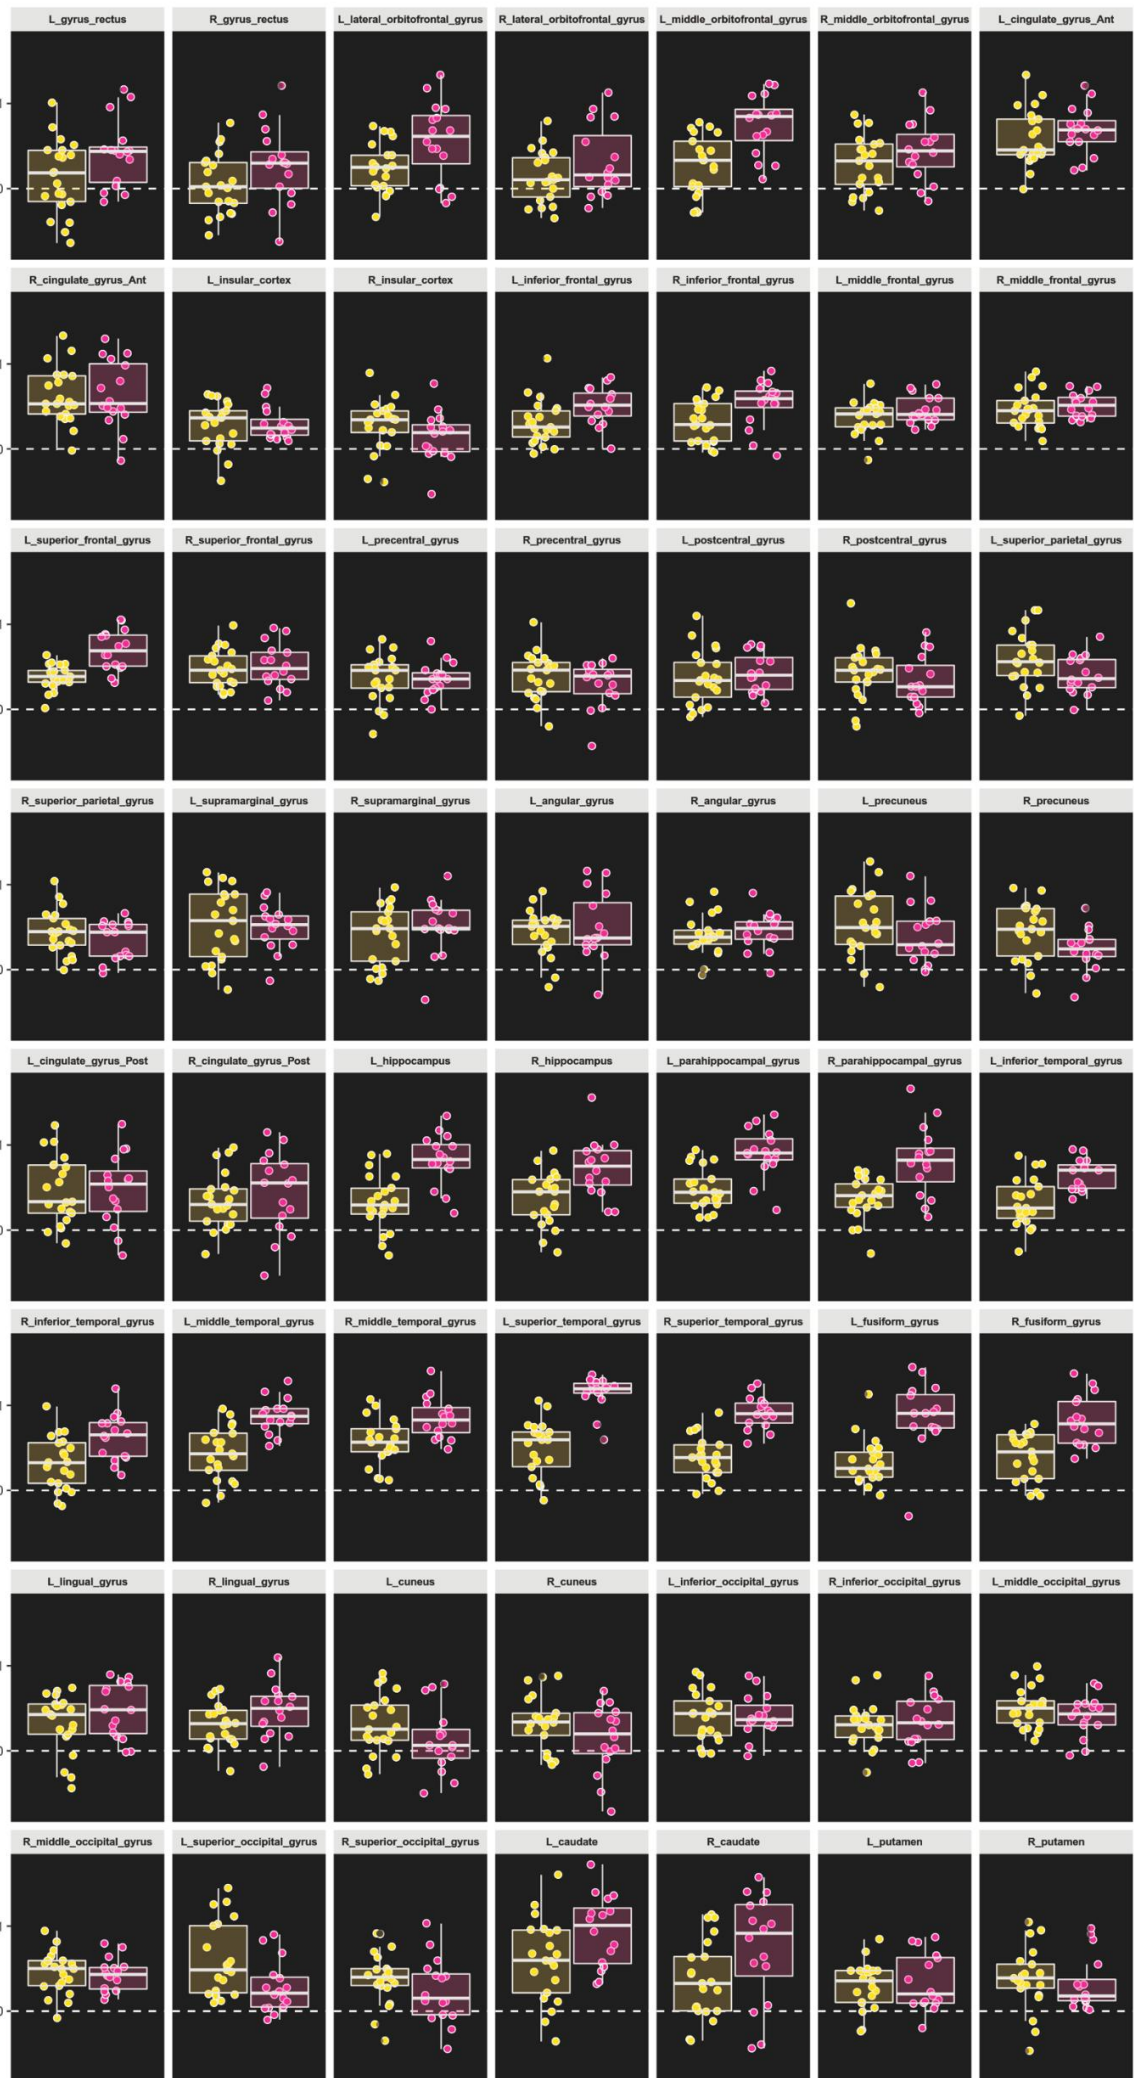 L_gyrus_rectus R_gyrus_rectus L_lateral_orbitofrontal_gyrus R_lateral_orbitofrontal_gyrus L_middle_orbitofrontal_gyrus R_middle_orbitofrontal_gyrus L_cingulate_gyrus_Ant
R_cingulate_gyrus_Ant L_insular_cortex R_insular_cortex L_inferior_frontal_gyrus R_inferior_frontal_gyrus L_middle_frontal_gyrus R_middle_frontal_gyrus
L_superior_frontal_gyrus R_superior_frontal_gyrus L_precentral_gyrus R_precentral_gyrus L_postcentral_gyrus R_postcentral_gyrus L_superior_parietal_gyrus
R_superior_parietal_gyrus L_supramarginal_gyrus R_supramarginal_gyrus L_angular_gyrus R_angular_gyrus L_precuneus R_precuneus
L_cingulate_gyrus_Post R_cingulate_gyrus_Post L_hippocampus R_hippocampus L_parahippocampal_gyrus R_parahippocampal_gyrus L_inferior_temporal_gyrus
R_inferior_temporal_gyrus L_middle_temporal_gyrus R_middle_temporal_gyrus L_superior_temporal_gyrus R_superior_temporal_gyrus L_fusiform_gyrus R_fusiform_gyrus
L_lingual_gyrus R_lingual_gyrus L_cuneus R_cuneus L_inferior_occipital_gyrus R_inferior_occipital_gyrus L_middle_occipital_gyrus
R_middle_occipital_gyrus L_superior_occipital_gyrus R_superior_occipital_gyrus L_caudate R_caudate L_putamen R_putamen